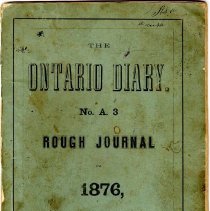 THE
ONTARIO DIARY.
No. A. 3
ROUGH JOURNAL
1876,